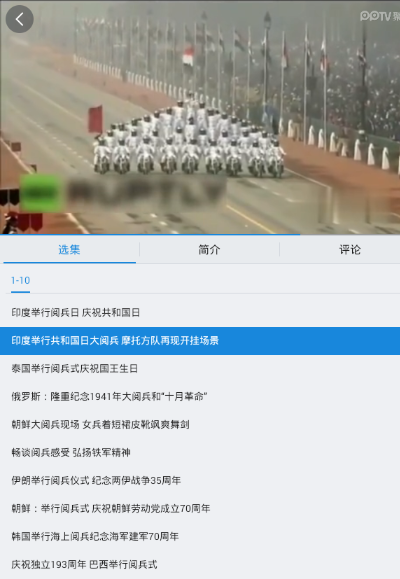 PPTV聚
RUPTLY
选集
简介
评论
1-10
印度举行阅兵日 庆祝共和国日
印度举行共和国日大阅兵 摩托方队再现开挂场景
泰国举行阅兵式庆祝国王生日
俄罗斯：隆重纪念1941年大阅兵和“十月革命”
朝鲜大阅兵现场 女兵着短裙皮靴飒爽舞剑
畅谈阅兵感受 弘扬铁军精神
伊朗举行阅兵仪式 纪念两伊战争35周年
朝鲜：举行阅兵式 庆祝朝鲜劳动党成立70周年
韩国举行海上阅兵纪念海军建军70周年
庆祝独立193周年 巴西举行阅兵式